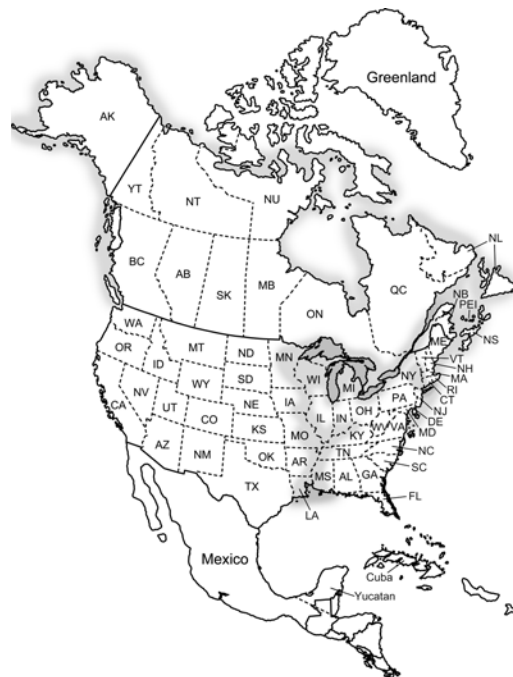 Greenland
AK
YT
NT
NU
NL
BC
AB
SK
MB
ON
QC
NB
PEI
NS
WA
MT
ND
MN
ME
OR
ID
SD
WI
MI
NY
VT
NH
MA
RI
CT
WY
NE
IA
PA
NJ
DE
MD
NV
UT
CO
IL
IN
OH
WV
VA
CA
KS
MO
KY
NC
AZ
NM
OK
AR
TN
SC
TX
MS
AL
GA
LA
FL
Mexico
Cuba
Yucatan